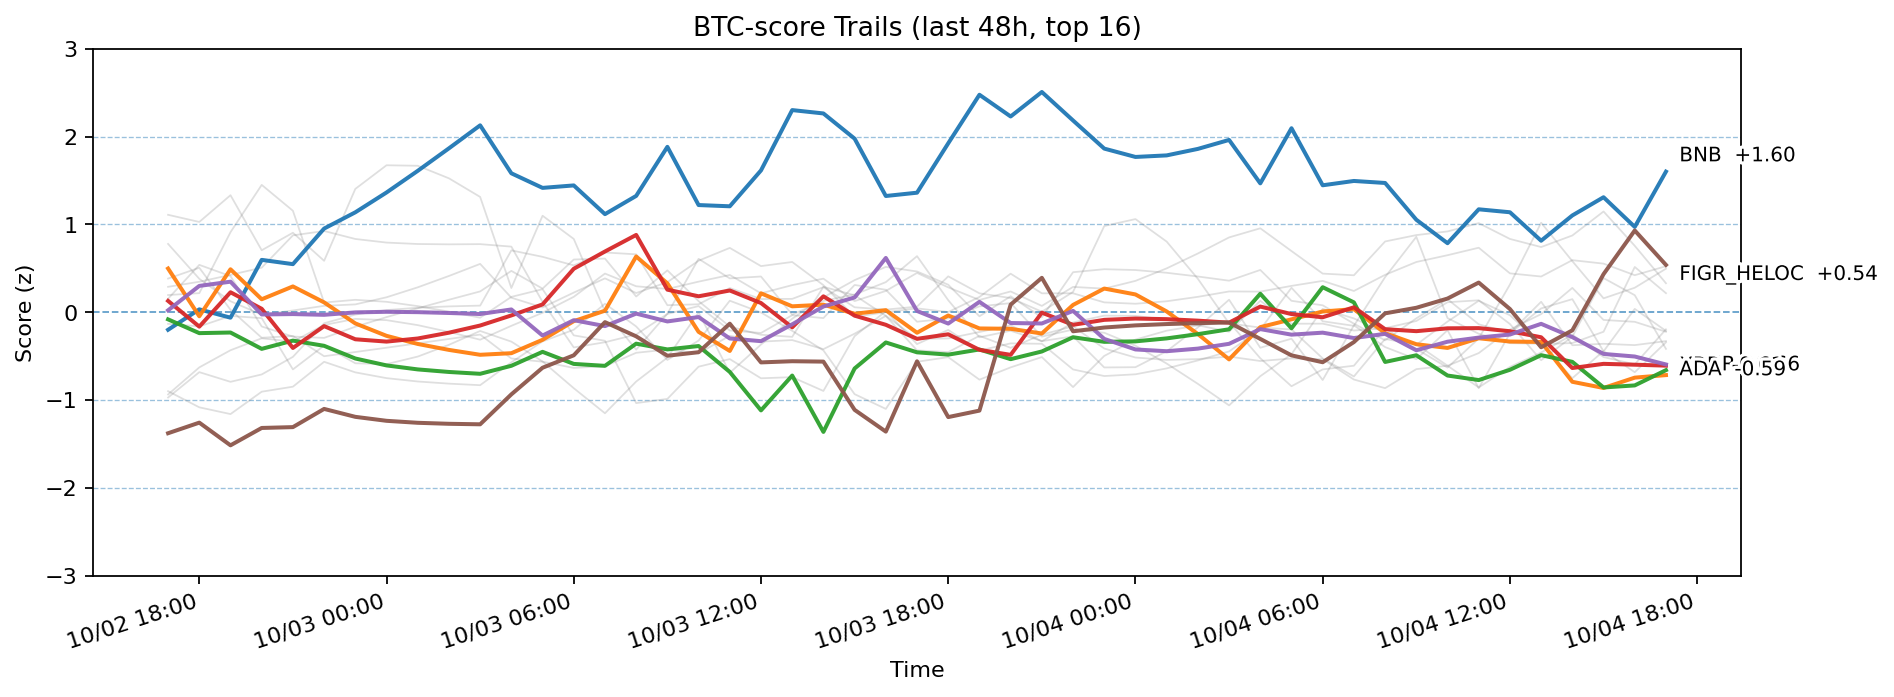 BTC-score Trails (last 48h, top 16)
Score (z)
3
2
1
0
−1
−2
−3
BNB +1.60
FIGR_HELOC +0.54
ADA -0.59
10/02 18:00
10/03 00:00
10/03 06:00
10/03 12:00
10/03 18:00
10/04 00:00
10/04 06:00
10/04 12:00
10/04 18:00
Time